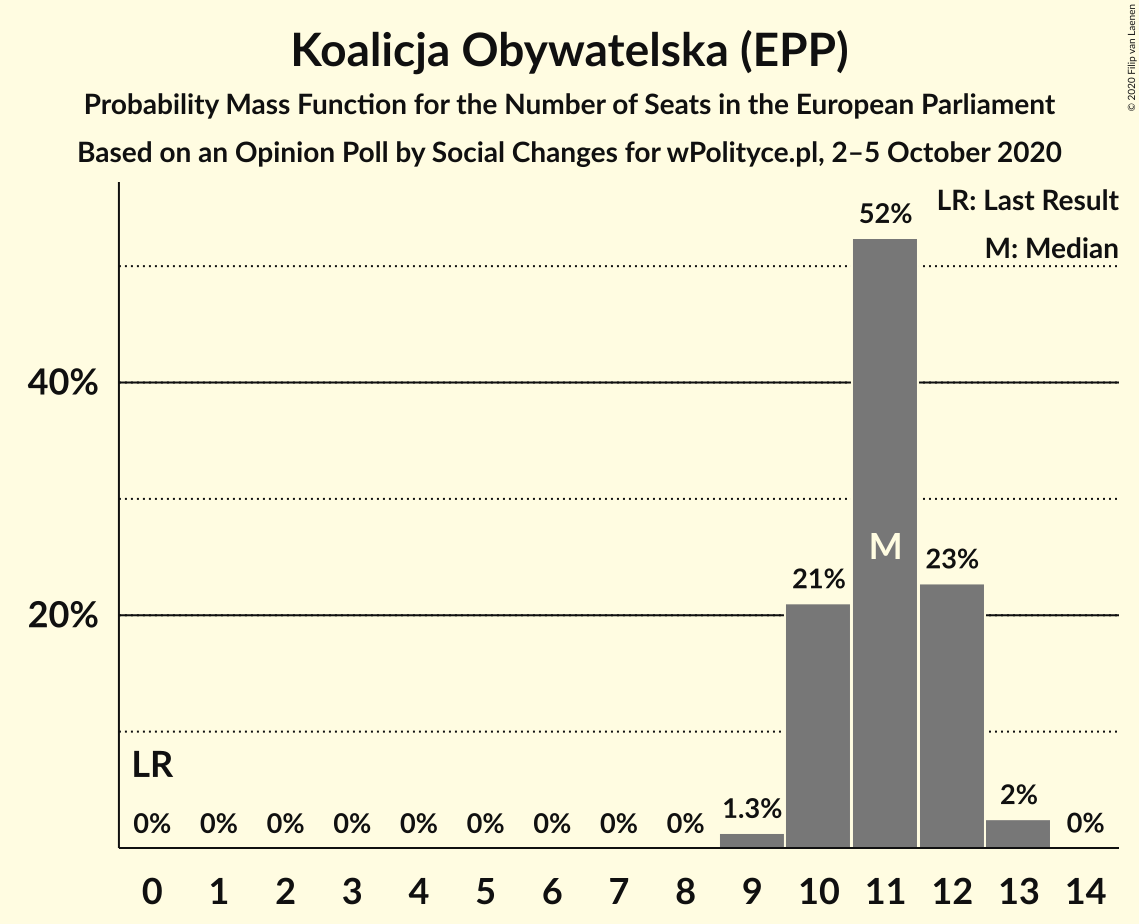 Koalicja Obywatelska (EPP)
Probability Mass Function for the Number of Seats in the European Parliament
Based on an Opinion Poll by Social Changes for wPolityce.pl, 2–5 October 2020
© 2020 Filip van Laenen
LR: Last Result
M: Median
52%
40%
M
23%
21%
20%
LR
2%
1.3%
0% 0% 0% 0% 0% 0% 0% 0% 0% 0%
0 1 2 3 4 5 6 7 8 9 10 11 12 13 14